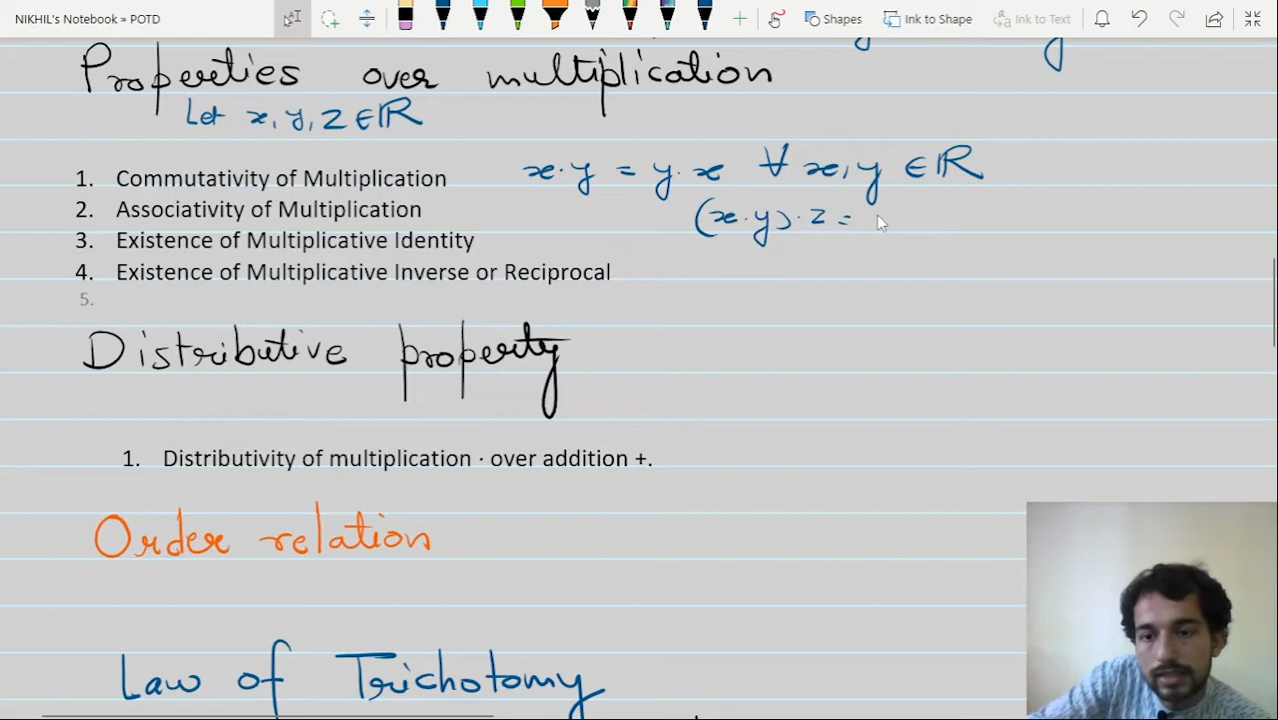 NIKHIL's Notebook » POTD
Shapes Ink to Shape Ink to Text
Properties over multiplication
Let x, y, z ∈ ℝ
1. Commutativity of Multiplication x·y = y·x ∀ x, y ∈ ℝ
2. Associativity of Multiplication (x·y)·z =
3. Existence of Multiplicative Identity
4. Existence of Multiplicative Inverse or Reciprocal
5.
Distributive property
1. Distributivity of multiplication · over addition +.
Order relation
Law of Trichotomy